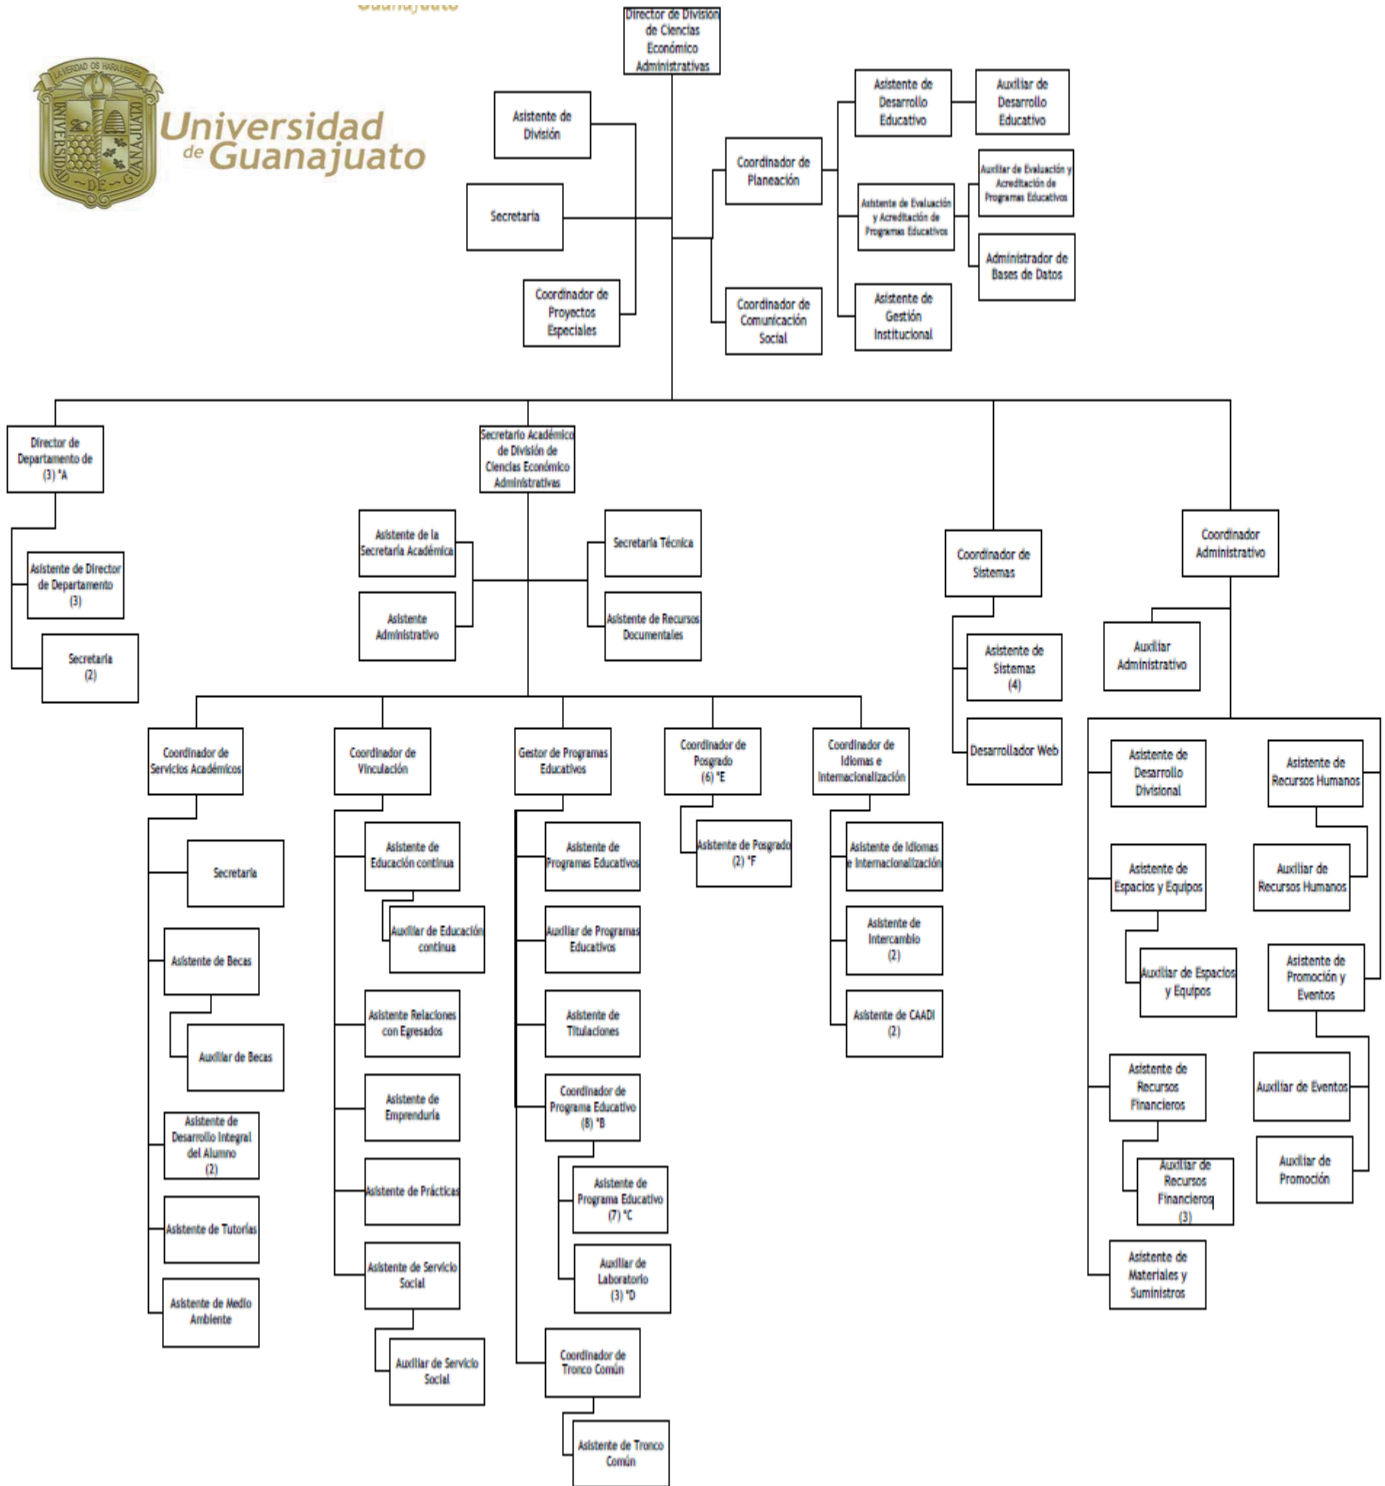 Guanajuato
LA VERDAD OS HARA LIBRES
UNIVERSIDAD
DE
GUANAJUATO
Universidad
de Guanajuato
Director de División
de Ciencias
Económico
Administrativas
Asistente de
División
Secretaria
Coordinador de
Proyectos
Especiales
Coordinador de
Planeación
Coordinador de
Comunicación
Social
Asistente de
Desarrollo
Educativo
Auxiliar de
Desarrollo
Educativo
Asistente de Evaluación
y Acreditación de
Programas Educativos
Auxiliar de Evaluación y
Acreditación de
Programas Educativos
Administrador de
Bases de Datos
Asistente de
Gestión
Institucional
Director de
Departamento de
(3) *A
Asistente de Director
de Departamento
(3)
Secretaria
(2)
Secretario Académico
de División de
Ciencias Económico
Administrativas
Asistente de la
Secretaría Académica
Asistente
Administrativo
Secretaria Técnica
Asistente de Recursos
Documentales
Coordinador de
Sistemas
Asistente de
Sistemas
(4)
Desarrollador Web
Coordinador
Administrativo
Auxiliar
Administrativo
Coordinador de
Servicios Académicos
Secretaria
Asistente de Becas
Auxiliar de Becas
Asistente de
Desarrollo Integral
del Alumno
(2)
Asistente de Tutorías
Asistente de Medio
Ambiente
Coordinador de
Vinculación
Asistente de
Educación continua
Auxiliar de Educación
continua
Asistente Relaciones
con Egresados
Asistente de
Emprenduría
Asistente de Prácticas
Asistente de Servicio
Social
Auxiliar de Servicio
Social
Gestor de Programas
Educativos
Asistente de
Programas Educativos
Auxiliar de Programas
Educativos
Asistente de
Titulaciones
Coordinador de
Programa Educativo
(8) *B
Asistente de
Programa Educativo
(7) *C
Auxiliar de
Laboratorio
(3) *D
Coordinador de
Tronco Común
Asistente de Tronco
Común
Coordinador de
Posgrado
(6) *E
Asistente de Posgrado
(2) *F
Coordinador de
Idiomas e
Internacionalización
Asistente de Idiomas
e Internacionalización
Asistente de
Intercambio
(2)
Asistente de CAADI
(2)
Asistente de
Desarrollo
Divisional
Asistente de
Espacios y Equipos
Auxiliar de Espacios
y Equipos
Asistente de
Recursos
Financieros
Auxiliar de
Recursos
Financieros
(3)
Asistente de
Materiales y
Suministros
Asistente de
Recursos Humanos
Auxiliar de
Recursos Humanos
Asistente de
Promoción y
Eventos
Auxiliar de Eventos
Auxiliar de
Promoción